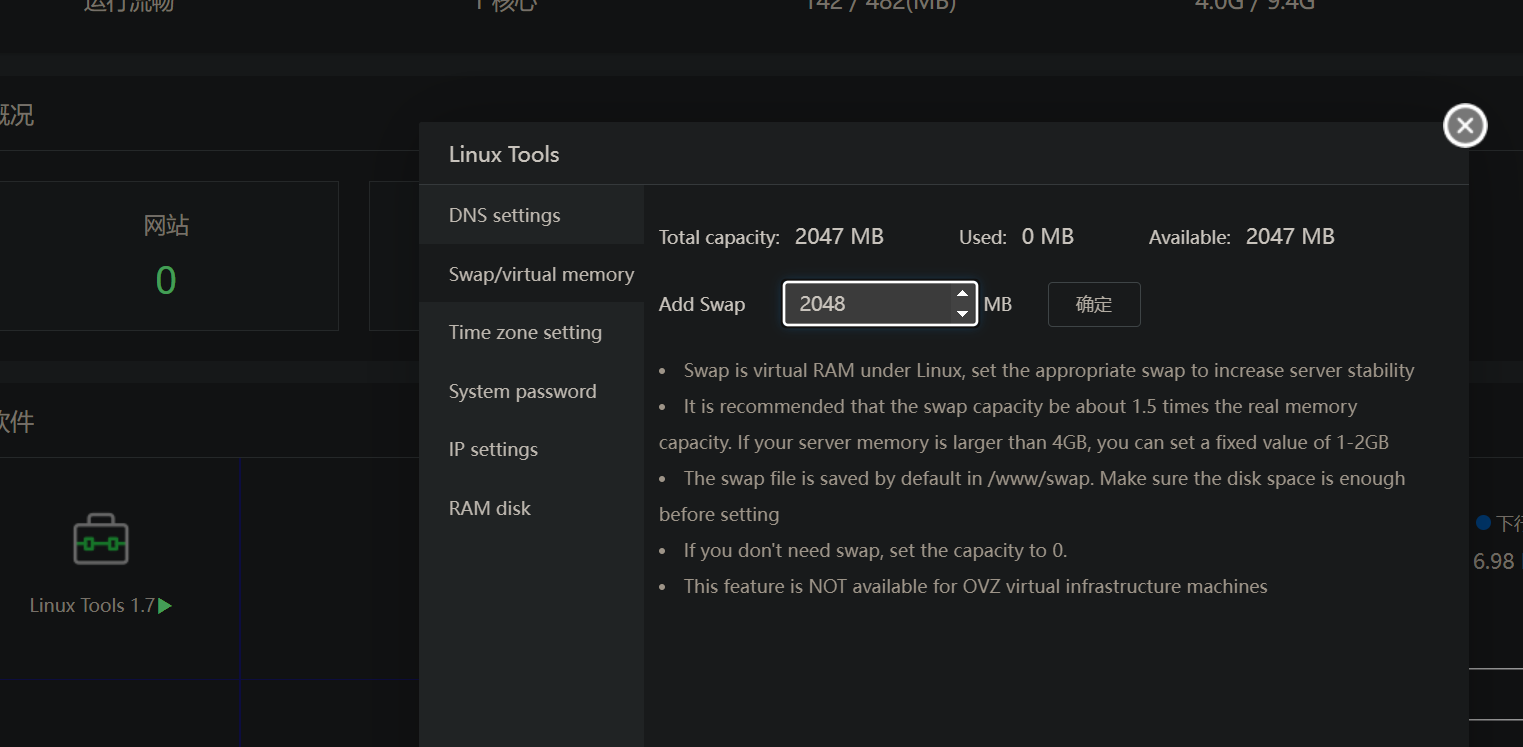 运行流畅
1 核心
142 / 482(MB)
4.0G / 9.4G
概况
Linux Tools
网站
0
DNS settings
Swap/virtual memory
Time zone setting
System password
IP settings
RAM disk
Total capacity: 2047 MB Used: 0 MB Available: 2047 MB
Add Swap 2048 MB 确定
• Swap is virtual RAM under Linux, set the appropriate swap to increase server stability
• It is recommended that the swap capacity be about 1.5 times the real memory
capacity. If your server memory is larger than 4GB, you can set a fixed value of 1-2GB
• The swap file is saved by default in /www/swap. Make sure the disk space is enough
before setting
• If you don't need swap, set the capacity to 0.
• This feature is NOT available for OVZ virtual infrastructure machines
软件
Linux Tools 1.7
下行
6.98